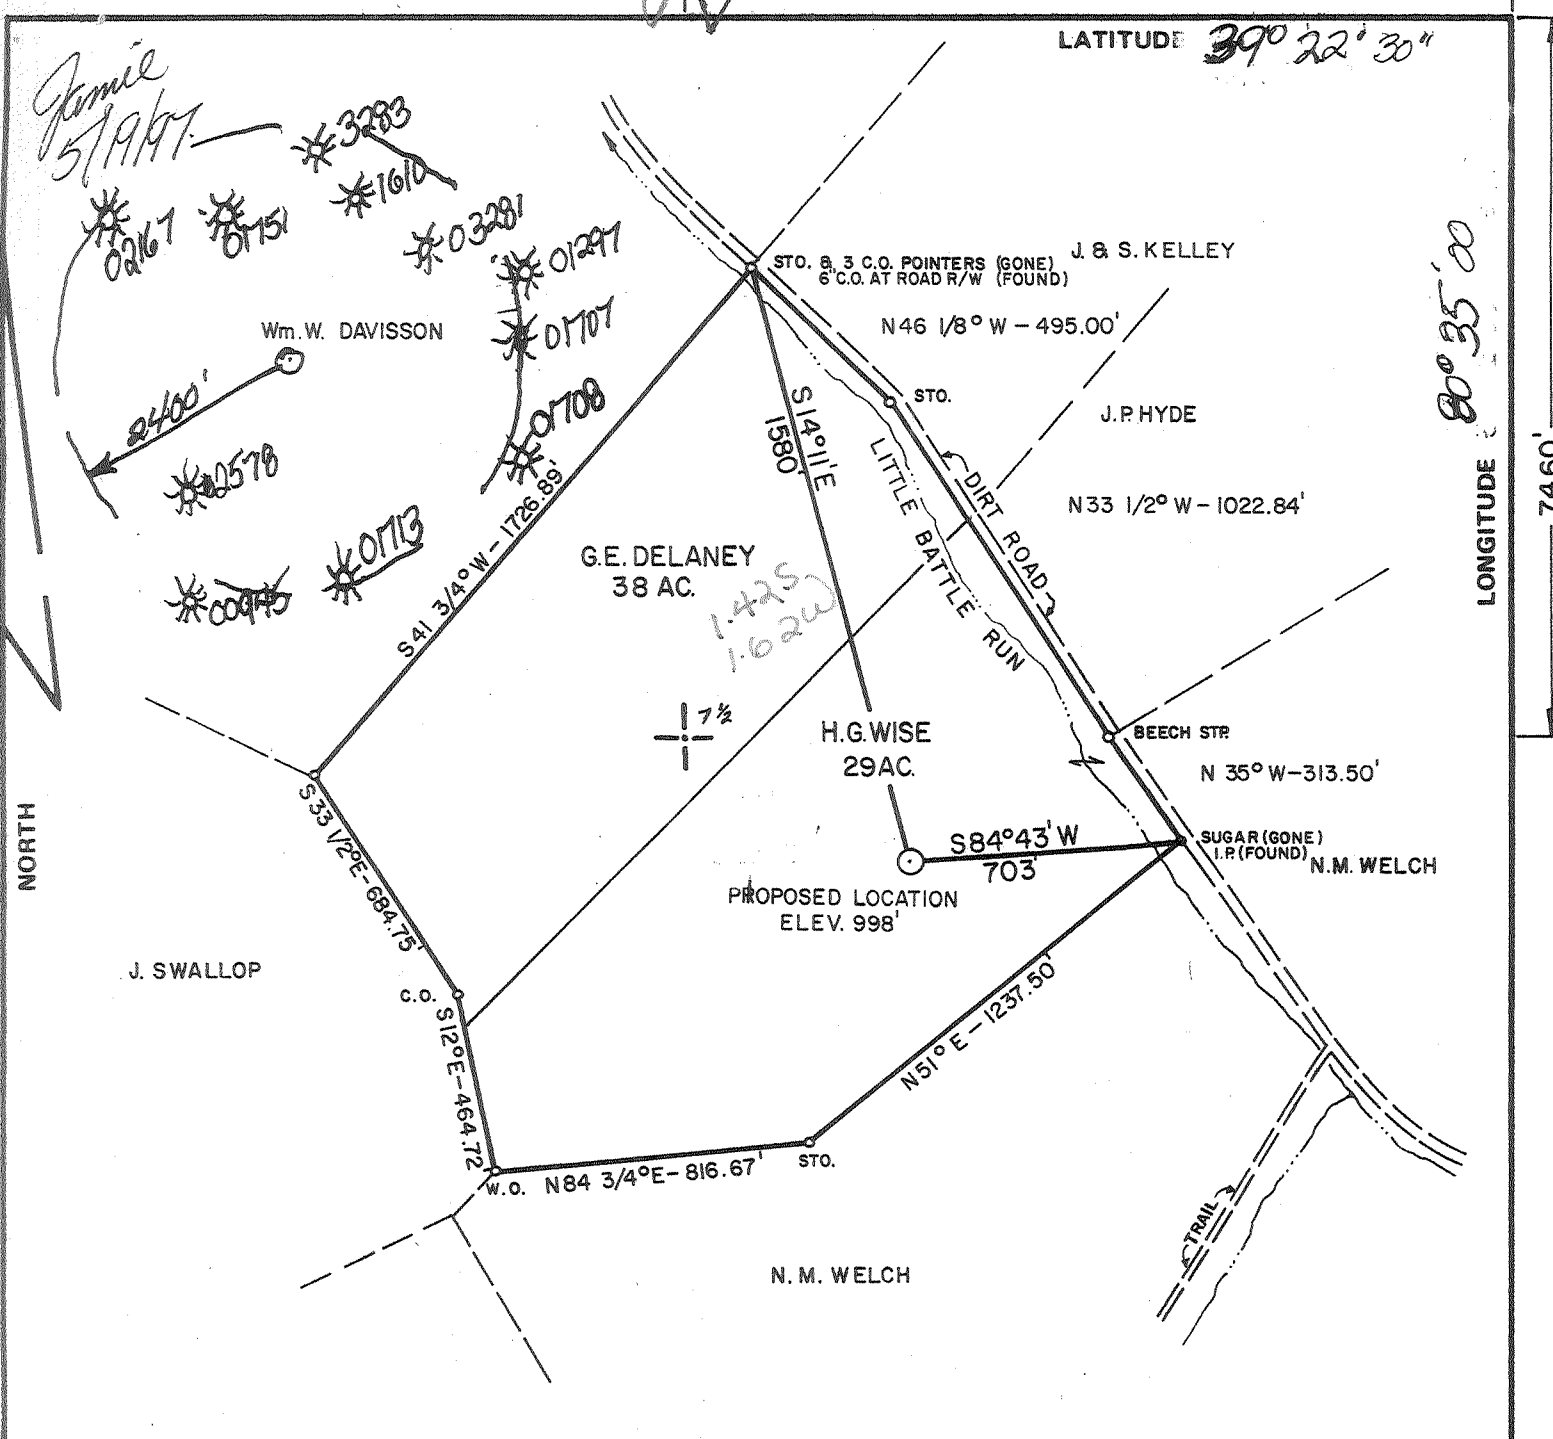 LATITUDE 39° 22' 30"
Jamie
5/19/97
3283
1610
02167
01751
03281
01297
J. & S. KELLEY
STO. & 3 C.O. POINTERS (GONE)
6" C.O. AT ROAD R/W (FOUND)
LONGITUDE 80° 35' 00
Wm. W. DAVISSON
01707
N46 1/8° W - 495.00'
2400'
01708
STO.
S14°11'E
1580'
J.P. HYDE
7460'
02578
S41 3/4° W - 1726.89'
LITTLE BATTLE RUN
DIRT ROAD
N33 1/2° W - 1022.84'
01713
00945
G.E. DELANEY
38 AC.
1.42S
1.62W
7 1/2
H.G. WISE
29 AC.
BEECH STP.
N 35° W - 313.50'
NORTH
S33 1/2° E - 684.75'
S84°43' W
703'
SUGAR (GONE)
I.P. (FOUND)
N.M. WELCH
PROPOSED LOCATION
ELEV. 998'
J. SWALLOP
C.O.
S12° E - 464.72
N51° E - 1237.50'
W.O.
N84 3/4° E - 816.67'
STO.
TRAIL
N. M. WELCH